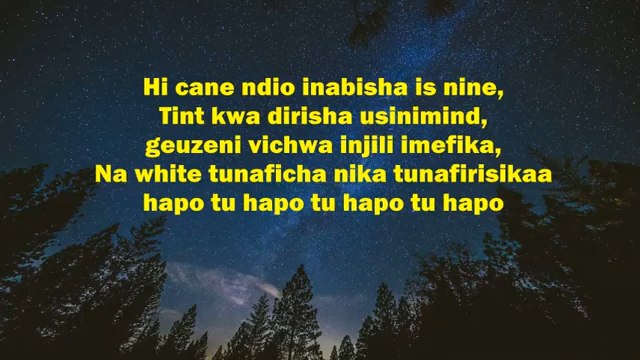 Hi cane ndio inabisha is nine,
Tint kwa dirisha usinimind,
geuzeni vichwa injili imefika,
Na white tunaficha nika tunafirisikaa
hapo tu hapo tu hapo tu hapo